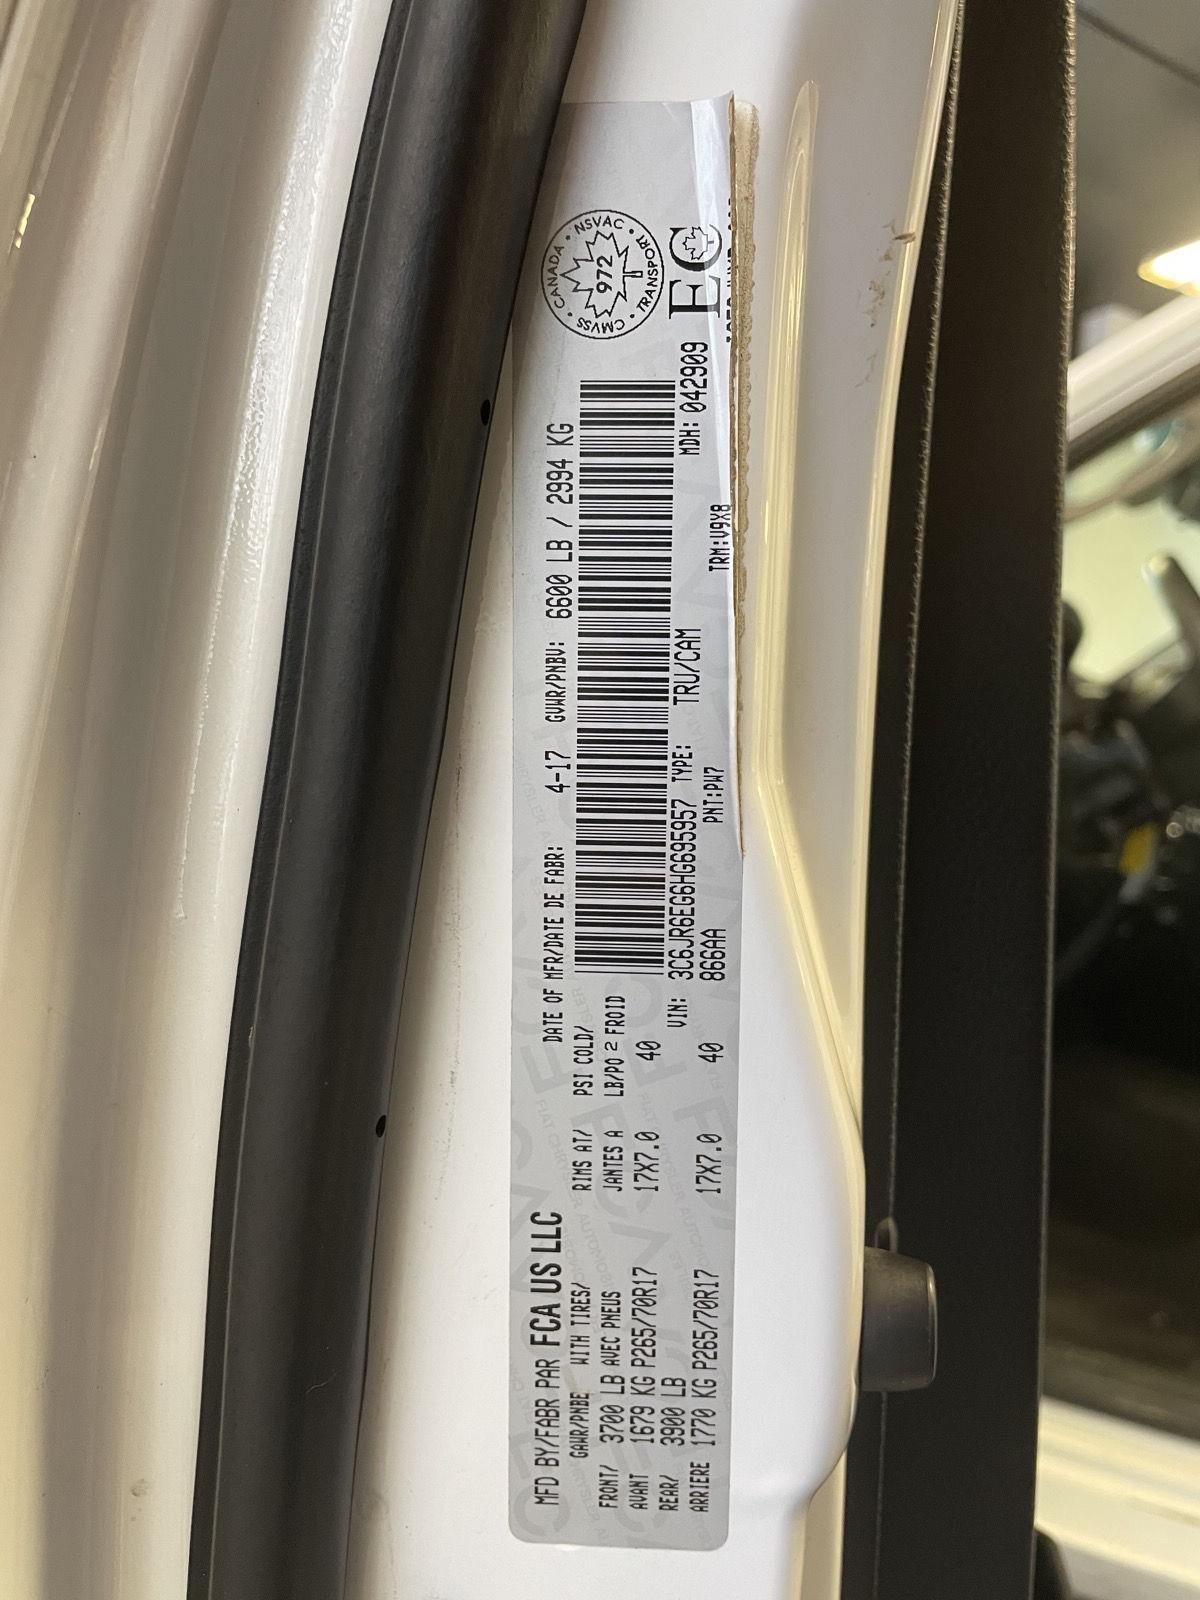 MFD BY/FABR PAR FCA US LLC
DATE OF MFR/DATE DE FABR: 4-17 GVWR/PNBV: 6600 LB / 2994 KG
GAWR/PNBE WITH TIRES/ RIMS AT/ PSI COLD/
FRONT/ 3700 LB AVEC PNEUS JANTES A LB/PO 2 FROID
AVANT 1679 KG P265/70R17 17X7.0 40
REAR/ 3900 LB
ARRIERE 1770 KG P265/70R17 17X7.0 40
VIN: 3C6JR6EG6HG695957 TYPE: TRU/CAM MDH: 042909
866AA PNT:PW7 TRM:V9X8
CANADA • NSVAC • TRANSPORT • CMVSS •
972
EC